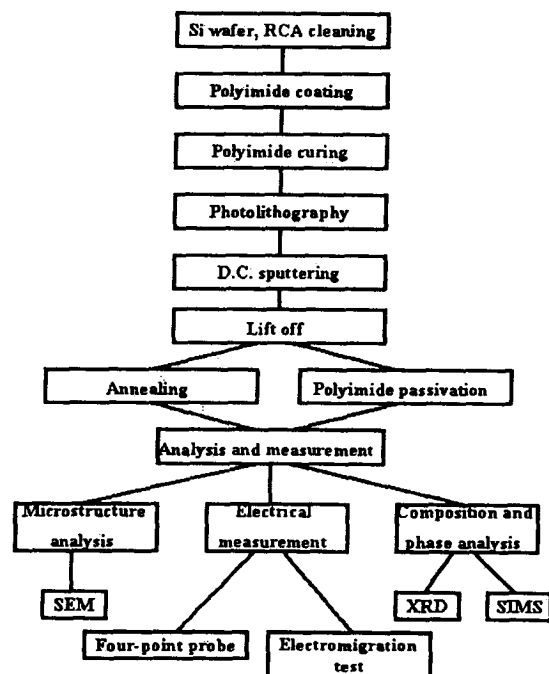 Si wafer, RCA cleaning
Polyimide coating
Polyimide curing
Photolithography
D.C. sputtering
Lift off
Annealing
Polyimide passivation
Analysis and measurement
Microstructure
analysis
Electrical
measurement
Composition and
phase analysis
SEM
XRD
SIMS
Four-point probe
Electromigration
test